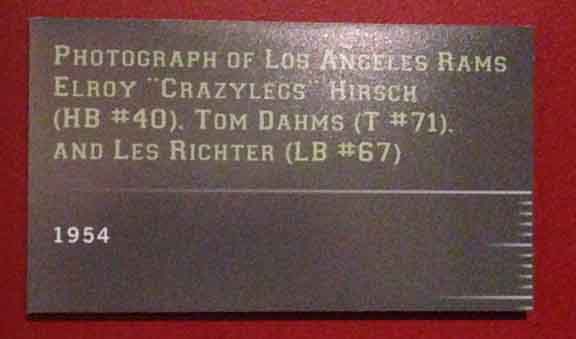 Photograph of Los Angeles Rams
Elroy "Crazylegs" Hirsch
(HB #40), Tom Dahms (T #71),
and Les Richter (LB #67)
1954